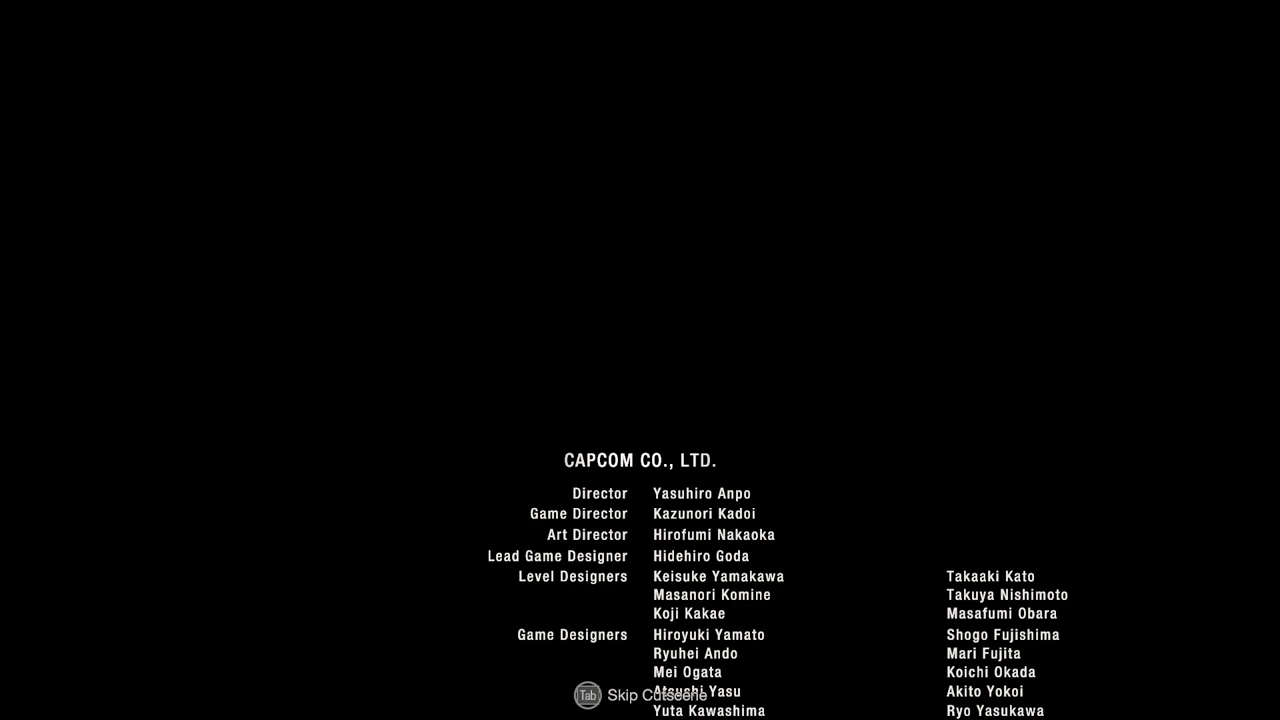 CAPCOM CO., LTD.
Director Yasuhiro Anpo
Game Director Kazunori Kadoi
Art Director Hirofumi Nakaoka
Lead Game Designer Hidehiro Goda
Level Designers Keisuke Yamakawa Takaaki Kato
Masanori Komine Takuya Nishimoto
Koji Kakae Masafumi Obara
Game Designers Hiroyuki Yamato Shogo Fujishima
Ryuhei Ando Mari Fujita
Mei Ogata Koichi Okada
Atsushi Yasu Akito Yokoi
Tab Skip Cutscene
Yuta Kawashima Ryo Yasukawa